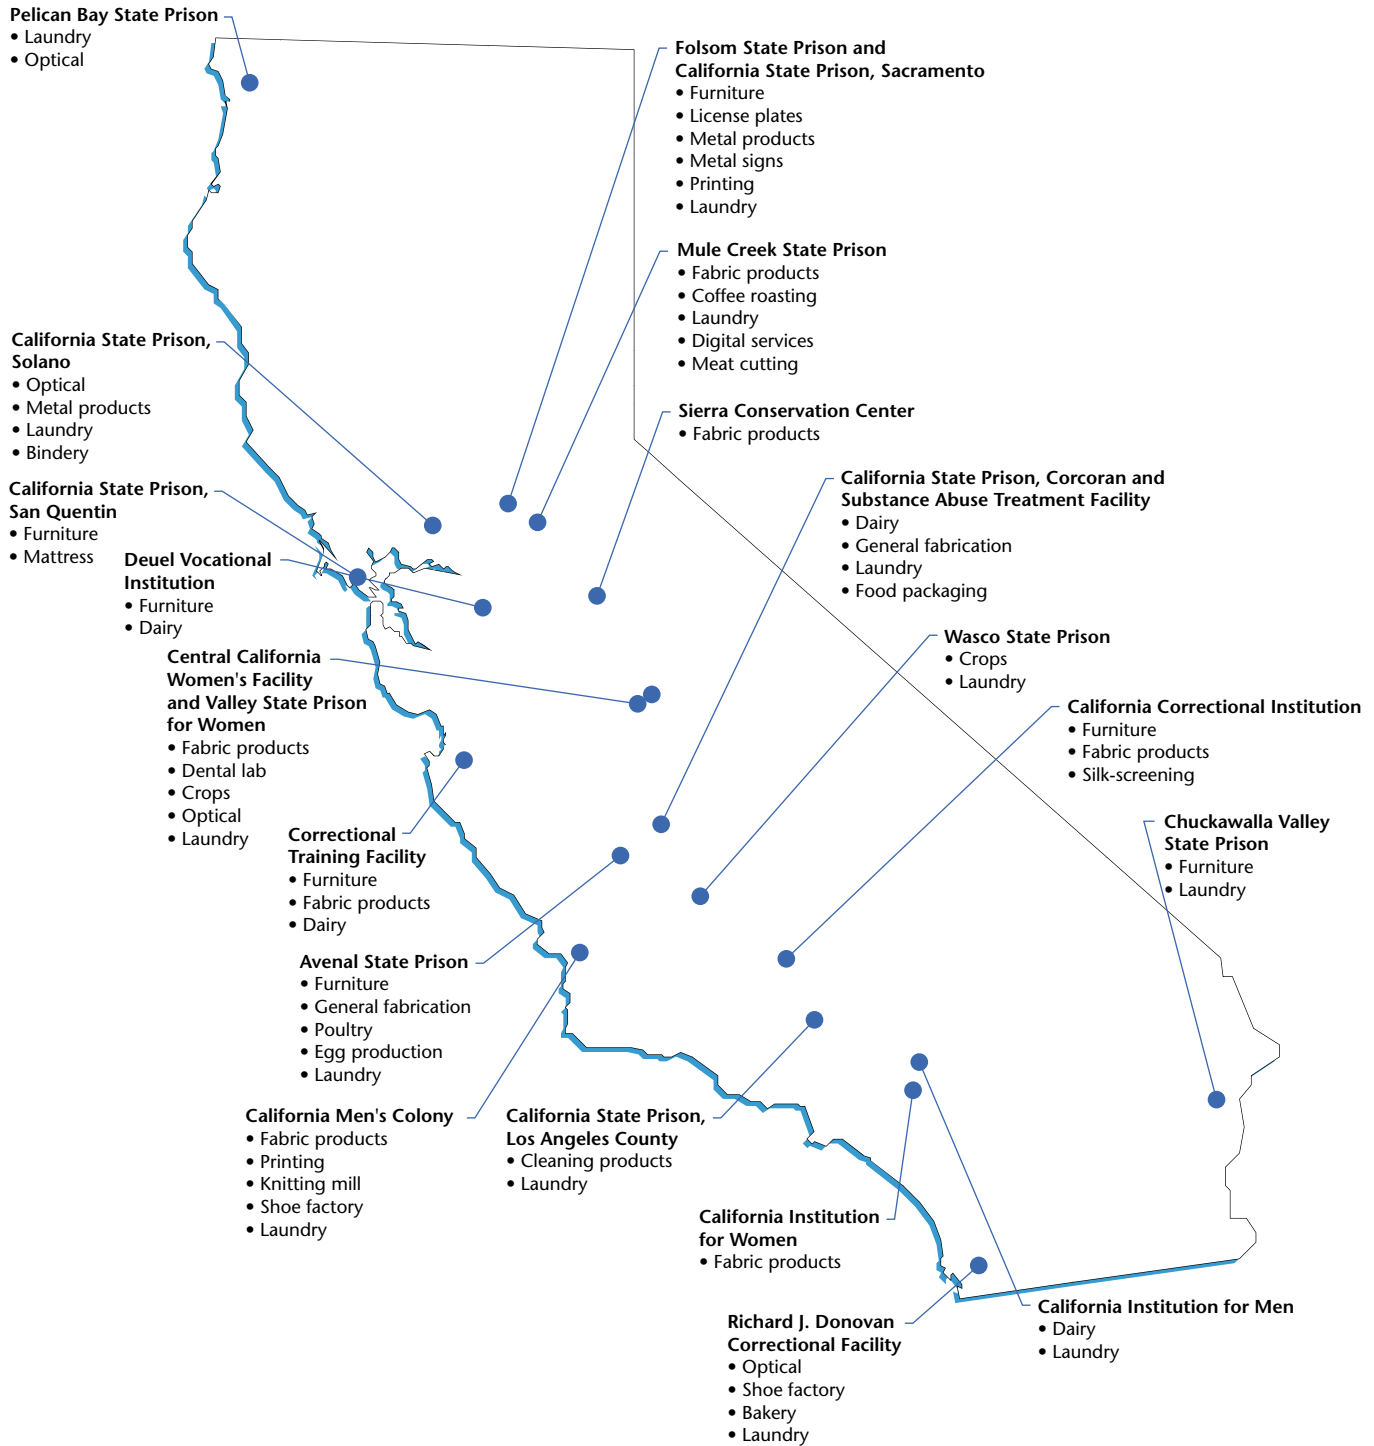 Pelican Bay State Prison
• Laundry
• Optical
Folsom State Prison and
California State Prison, Sacramento
• Furniture
• License plates
• Metal products
• Metal signs
• Printing
• Laundry
Mule Creek State Prison
• Fabric products
• Coffee roasting
• Laundry
• Digital services
• Meat cutting
California State Prison,
Solano
• Optical
• Metal products
• Laundry
• Bindery
Sierra Conservation Center
• Fabric products
California State Prison,
San Quentin
• Furniture
• Mattress
California State Prison, Corcoran and
Substance Abuse Treatment Facility
• Dairy
• General fabrication
• Laundry
• Food packaging
Deuel Vocational
Institution
• Furniture
• Dairy
Wasco State Prison
• Crops
• Laundry
Central California
Women's Facility
and Valley State Prison
for Women
• Fabric products
• Dental lab
• Crops
• Optical
• Laundry
California Correctional Institution
• Furniture
• Fabric products
• Silk-screening
Chuckawalla Valley
State Prison
• Furniture
• Laundry
Correctional
Training Facility
• Furniture
• Fabric products
• Dairy
Avenal State Prison
• Furniture
• General fabrication
• Poultry
• Egg production
• Laundry
California Men's Colony
• Fabric products
• Printing
• Knitting mill
• Shoe factory
• Laundry
California State Prison,
Los Angeles County
• Cleaning products
• Laundry
California Institution
for Women
• Fabric products
California Institution for Men
• Dairy
• Laundry
Richard J. Donovan
Correctional Facility
• Optical
• Shoe factory
• Bakery
• Laundry